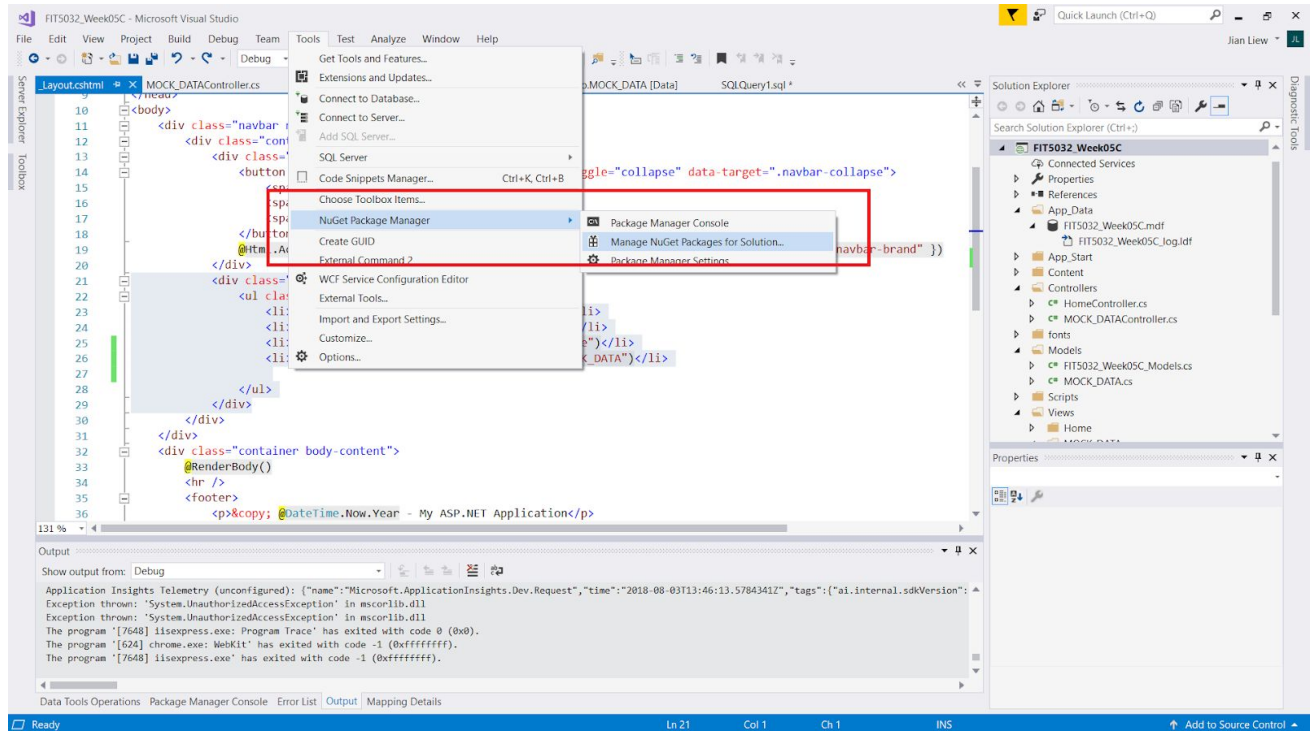 FIT5032_Week05C - Microsoft Visual Studio
Quick Launch (Ctrl+Q)
File Edit View Project Build Debug Team Tools Test Analyze Window Help
Jian Liew
JL
Debug
Server Explorer
Toolbox
_Layout.cshtml
MOCK_DATAController.cs
o.MOCK_DATA [Data]
SQLQuery1.sql *
9 </head>
10 <body>
11 <div class="navbar
12 <div class="cont
13 <div class="
14 <button
ggle="collapse" data-target=".navbar-collapse">
15 <spa
16 <spa
17 <spa
18 </button
19 @Html.Ac
navbar-brand" })
20 </div>
21 <div class="
22 <ul clas
23 <li>
li>
24 <li>
/li>
25 <li>
e")</li>
26 <li>
K_DATA")</li>
27
28 </ul>
29 </div>
30 </div>
31 </div>
32 <div class="container body-content">
33 @RenderBody()
34 <hr />
35 <footer>
36 <p>&copy; @DateTime.Now.Year - My ASP.NET Application</p>
131 %
Get Tools and Features...
Extensions and Updates...
Connect to Database...
Connect to Server...
Add SQL Server...
SQL Server
Code Snippets Manager... Ctrl+K, Ctrl+B
Choose Toolbox Items...
NuGet Package Manager
Create GUID
External Command 2
WCF Service Configuration Editor
External Tools...
Import and Export Settings...
Customize...
Options...
Package Manager Console
Manage NuGet Packages for Solution...
Package Manager Settings
Solution Explorer
Search Solution Explorer (Ctrl+;)
FIT5032_Week05C
Connected Services
Properties
References
App_Data
FIT5032_Week05C.mdf
FIT5032_Week05C_log.ldf
App_Start
Content
Controllers
HomeController.cs
MOCK_DATAController.cs
fonts
Models
FIT5032_Week05C_Models.cs
MOCK_DATA.cs
Scripts
Views
Home
MOCK_DATA
Diagnostic Tools
Properties
Output
Show output from: Debug
Application Insights Telemetry (unconfigured): {"name":"Microsoft.ApplicationInsights.Dev.Request","time":"2018-08-03T13:46:13.5784341Z","tags":{"ai.internal.sdkVersion":
Exception thrown: 'System.UnauthorizedAccessException' in mscorlib.dll
Exception thrown: 'System.UnauthorizedAccessException' in mscorlib.dll
The program '[7648] iisexpress.exe: Program Trace' has exited with code 0 (0x0).
The program '[624] chrome.exe: WebKit' has exited with code -1 (0xffffffff).
The program '[7648] iisexpress.exe' has exited with code -1 (0xffffffff).
Data Tools Operations Package Manager Console Error List Output Mapping Details
Ready
Ln 21 Col 1 Ch 1 INS
Add to Source Control